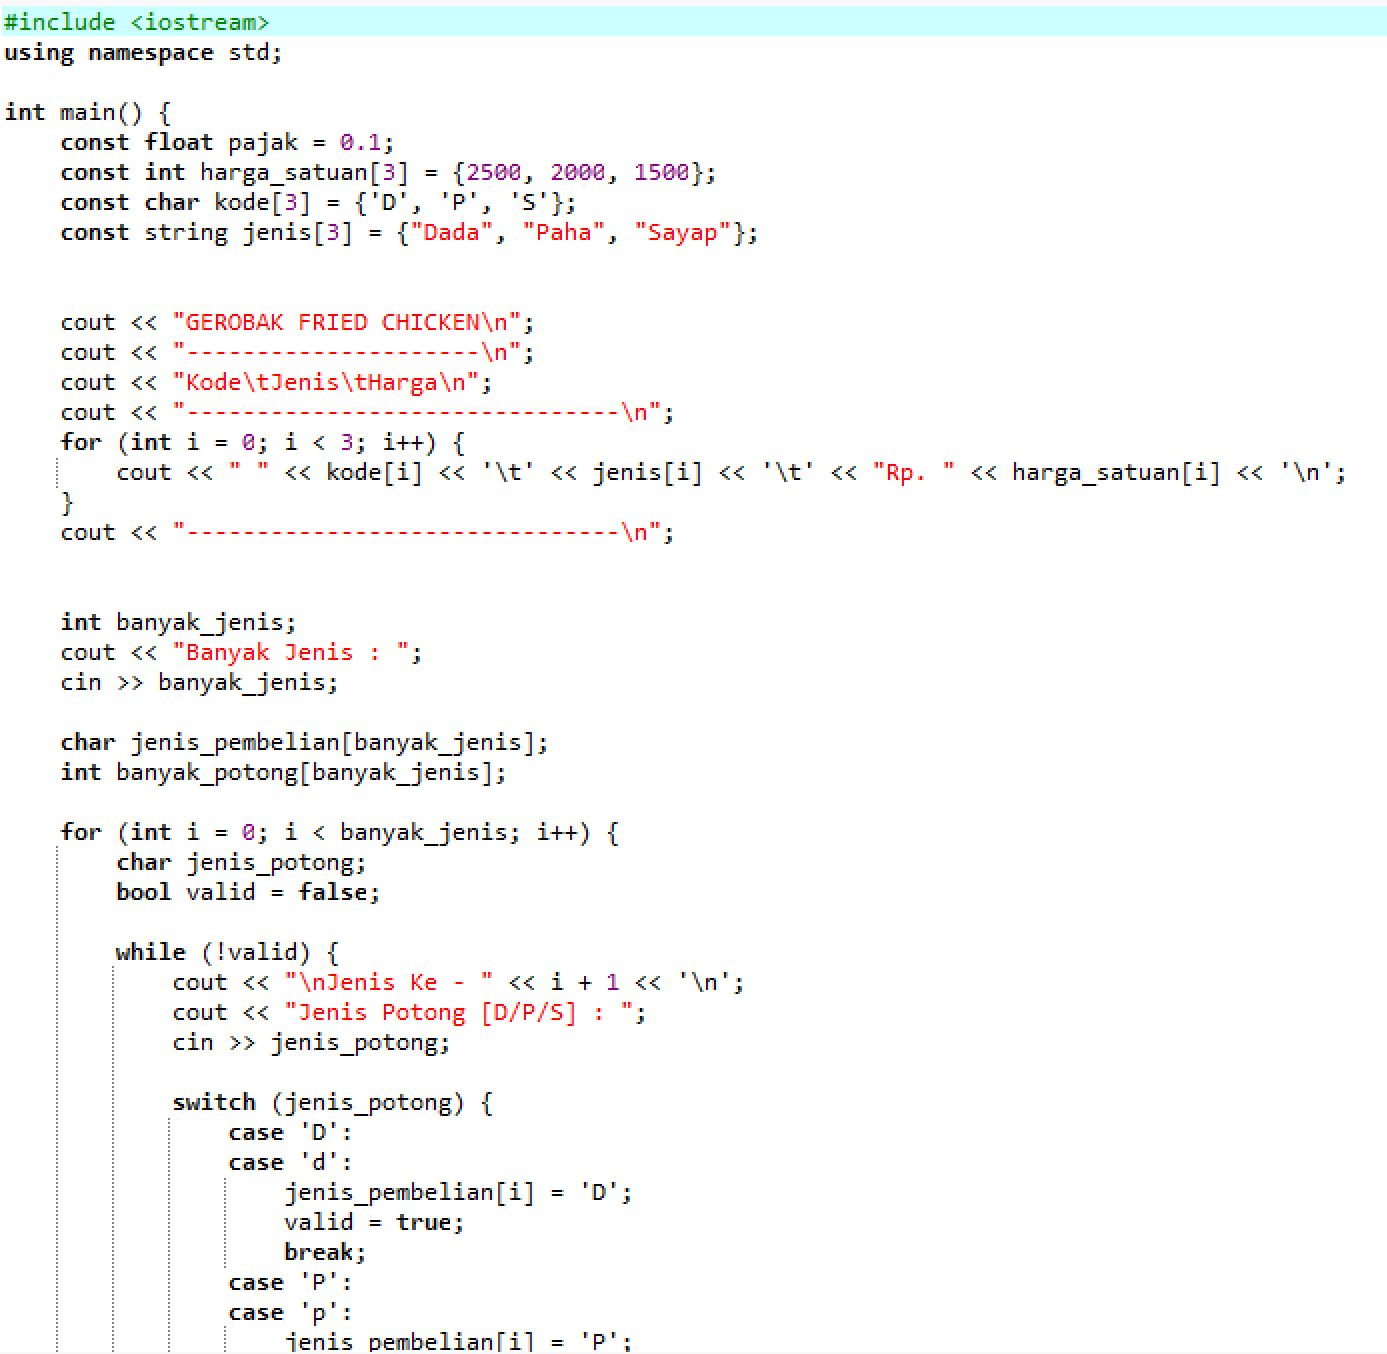 #include <iostream>
using namespace std;
int main() {
const float pajak = 0.1;
const int harga_satuan[3] = {2500, 2000, 1500};
const char kode[3] = {'D', 'P', 'S'};
const string jenis[3] = {"Dada", "Paha", "Sayap"};
cout << "GEROBAK FRIED CHICKEN\n";
cout << "---------------------\n";
cout << "Kode\tJenis\tHarga\n";
cout << "-------------------------------\n";
for (int i = 0; i < 3; i++) {
cout << " " << kode[i] << '\t' << jenis[i] << '\t' << "Rp. " << harga_satuan[i] << '\n';
}
cout << "-------------------------------\n";
int banyak_jenis;
cout << "Banyak Jenis : ";
cin >> banyak_jenis;
char jenis_pembelian[banyak_jenis];
int banyak_potong[banyak_jenis];
for (int i = 0; i < banyak_jenis; i++) {
char jenis_potong;
bool valid = false;
while (!valid) {
cout << "\nJenis Ke - " << i + 1 << '\n';
cout << "Jenis Potong [D/P/S] : ";
cin >> jenis_potong;
switch (jenis_potong) {
case 'D':
case 'd':
jenis_pembelian[i] = 'D';
valid = true;
break;
case 'P':
case 'p':
jenis_pembelian[i] = 'P';